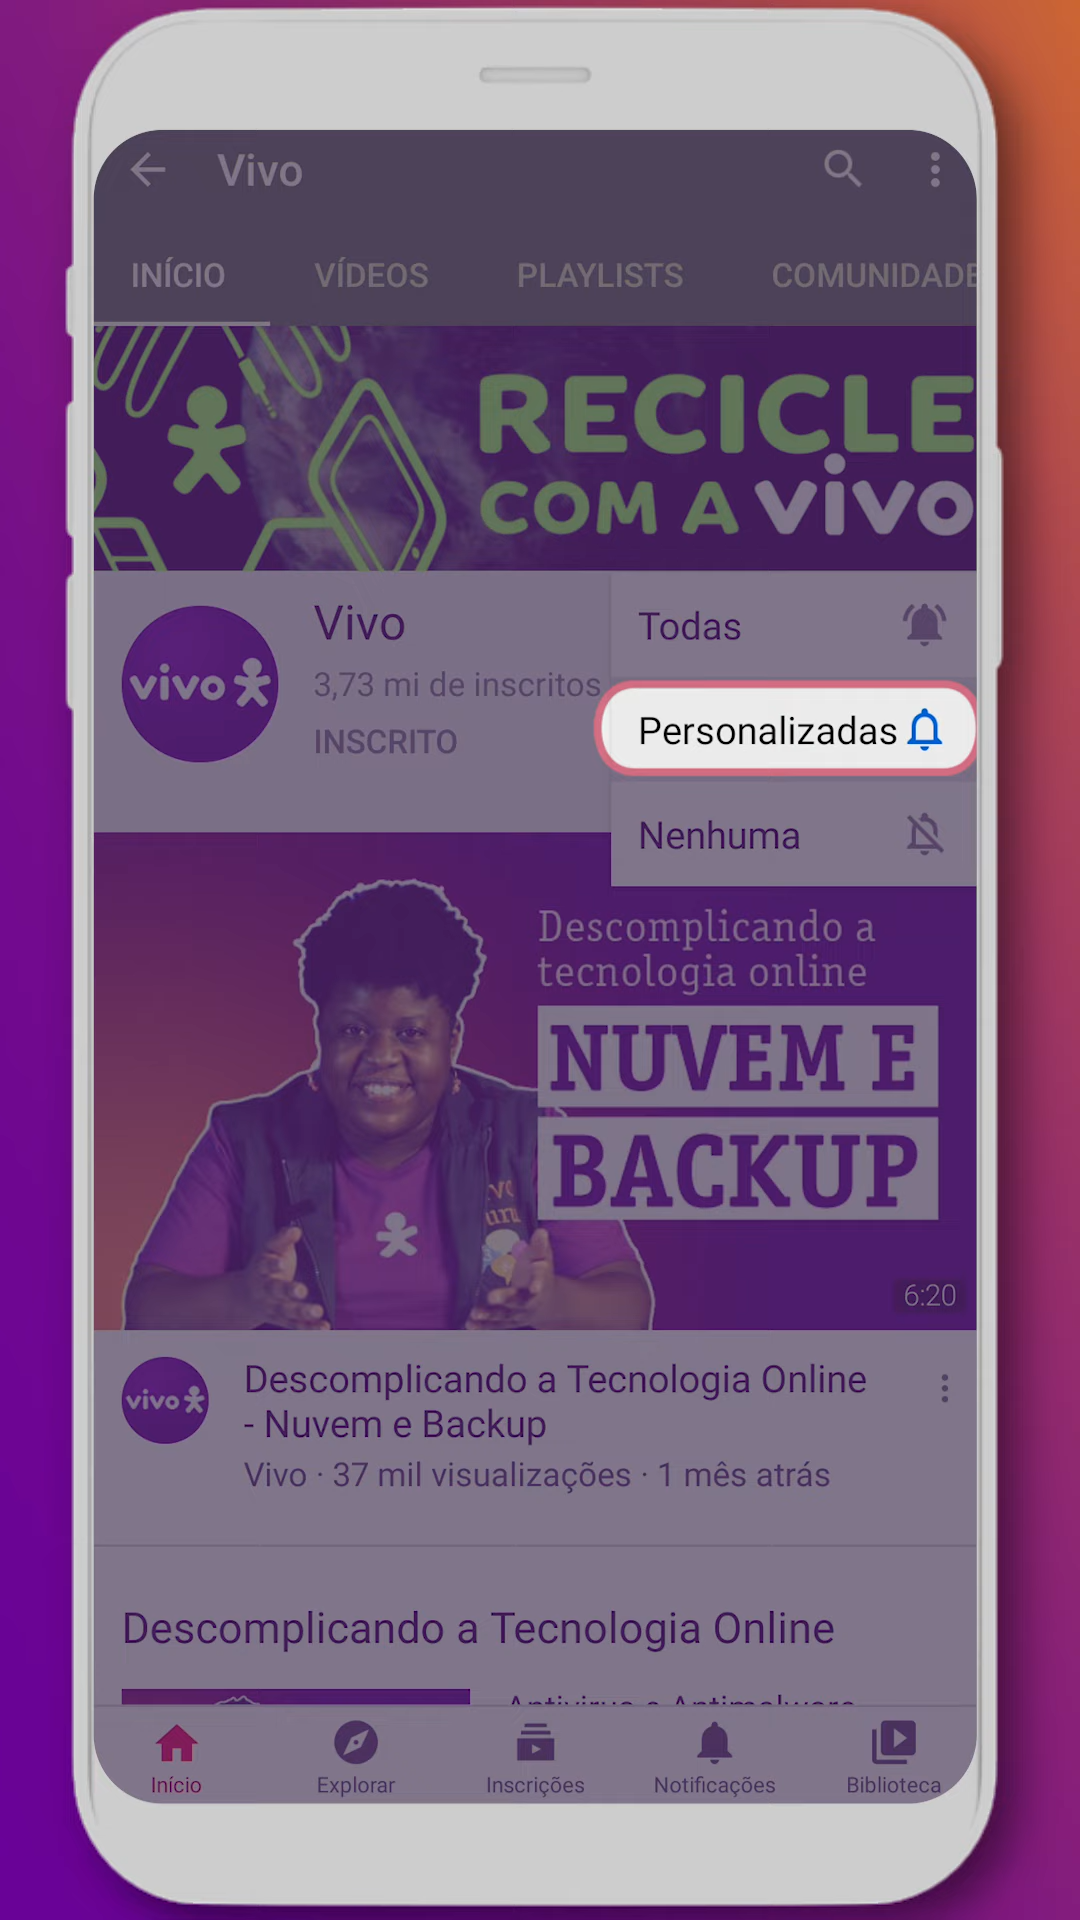 Vivo
INÍCIO
VÍDEOS
PLAYLISTS
COMUNIDADE
RECICLE
COM A vivo
vivo
Vivo
3,73 mi de inscritos
INSCRITO
Todas
Personalizadas
Nenhuma
Descomplicando a
tecnologia online
NUVEM E
BACKUP
6:20
vivo
Descomplicando a Tecnologia Online
- Nuvem e Backup
Vivo · 37 mil visualizações · 1 mês atrás
Descomplicando a Tecnologia Online
Antivirus e Antimalware
Início
Explorar
Inscrições
Notificações
Biblioteca